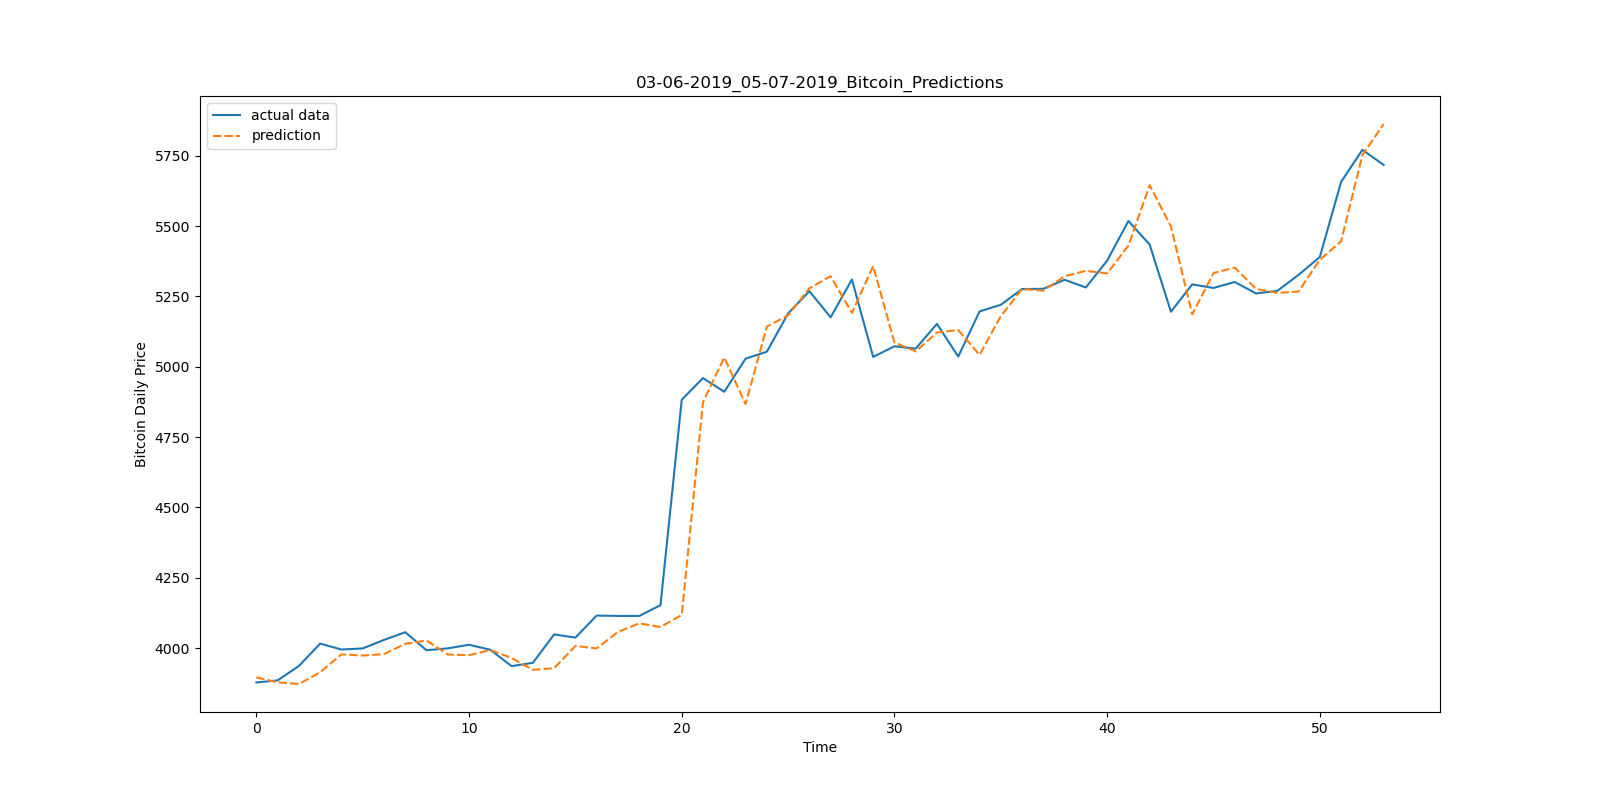 03-06-2019_05-07-2019_Bitcoin_Predictions
actual data
prediction
5750
5500
5250
5000
4750
4500
4250
4000
Bitcoin Daily Price
0 10 20 30 40 50
Time